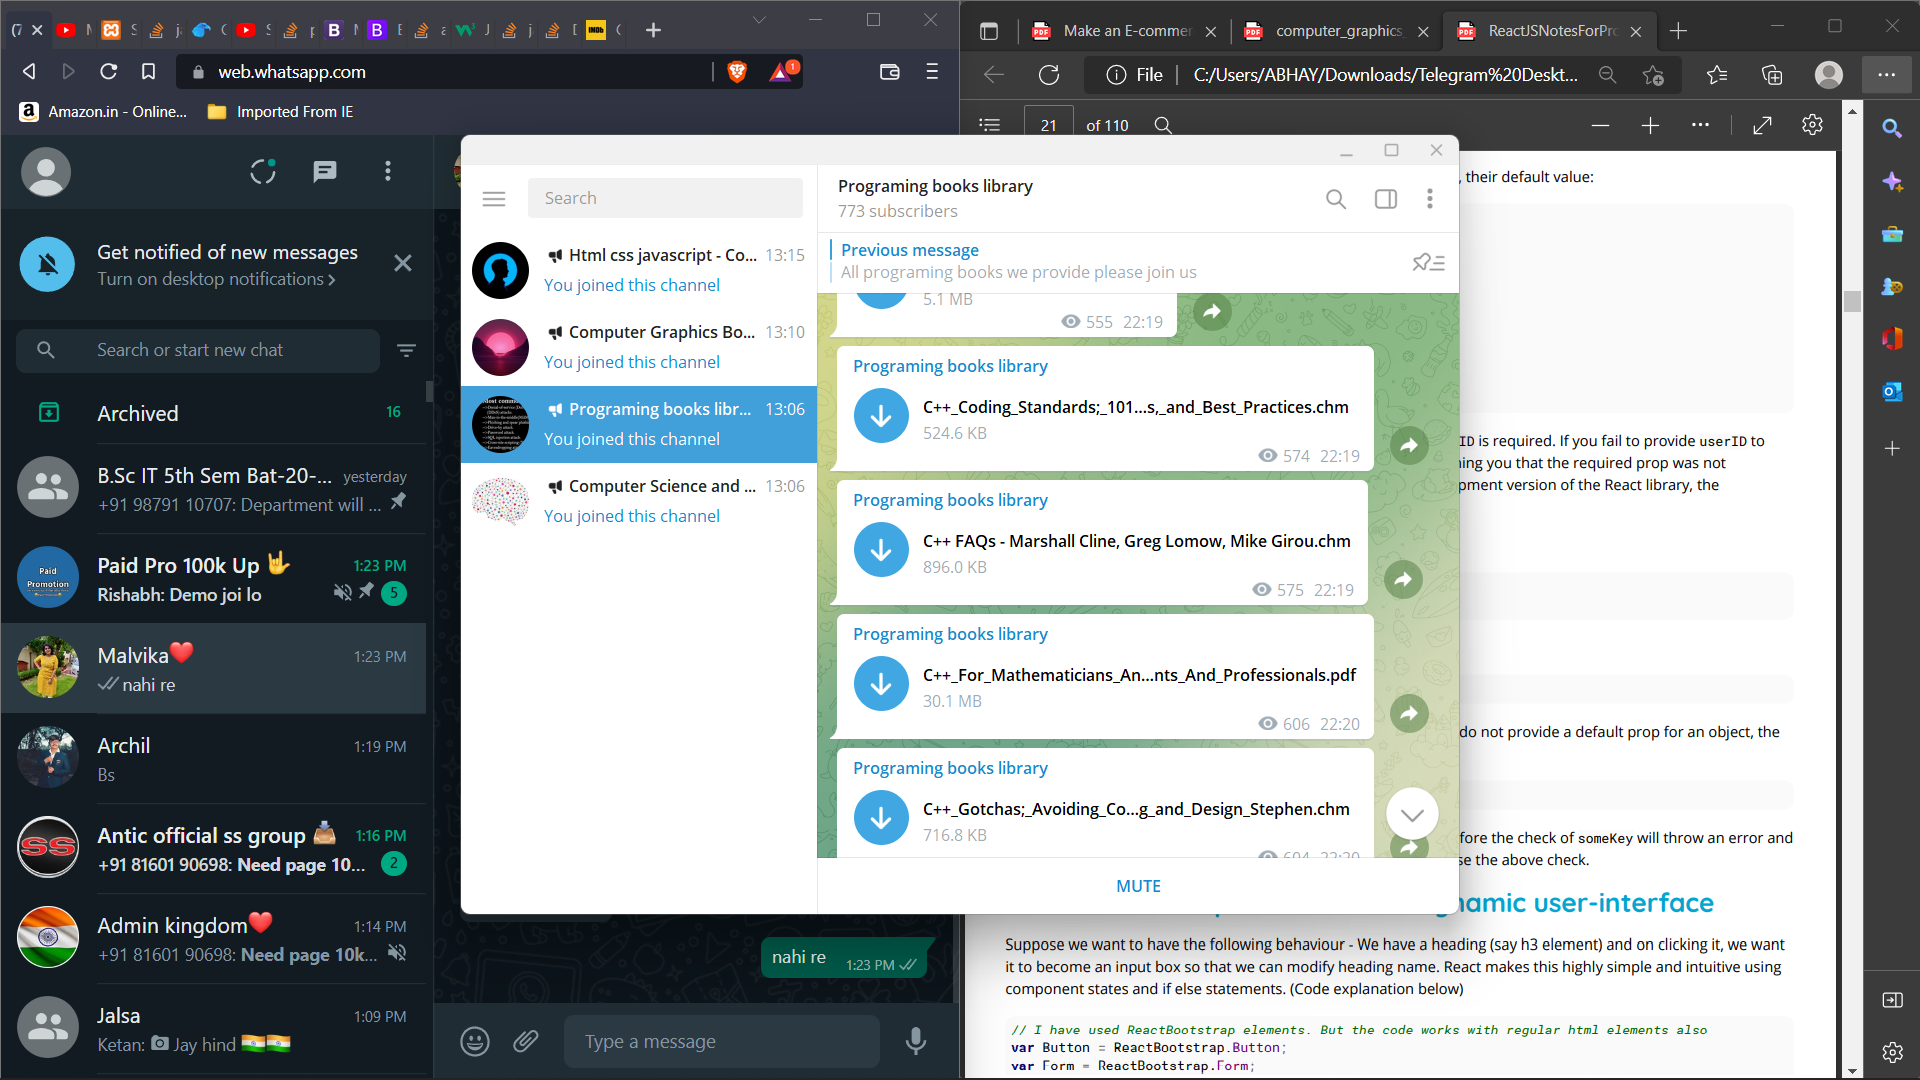 web.whatsapp.com
1
Amazon.in - Online...
Imported From IE
Get notified of new messages
Turn on desktop notifications >
Search or start new chat
Archived
16
B.Sc IT 5th Sem Bat-20-...
yesterday
+91 98791 10707: Department will ...
Paid Promotion
Paid Pro 100k Up 🤟
1:23 PM
Rishabh: Demo joi lo
5
Malvika❤️
1:23 PM
nahi re
Archil
1:19 PM
Bs
SS
Antic official ss group 📥
1:16 PM
+91 81601 90698: Need page 10...
2
Admin kingdom❤️
1:14 PM
+91 81601 90698: Need page 10k...
Jalsa
1:09 PM
Ketan: 📷 Jay hind 🇮🇳🇮🇳
nahi re
1:23 PM
Type a message
Search
Html css javascript - Co...
13:15
You joined this channel
Computer Graphics Bo...
13:10
You joined this channel
Programing books libr...
13:06
You joined this channel
Computer Science and ...
13:06
You joined this channel
Programing books library
773 subscribers
Previous message
All programing books we provide please join us
5.1 MB
555 22:19
Programing books library
C++_Coding_Standards;_101...s,_and_Best_Practices.chm
524.6 KB
574 22:19
Programing books library
C++ FAQs - Marshall Cline, Greg Lomow, Mike Girou.chm
896.0 KB
575 22:19
Programing books library
C++_For_Mathematicians_An...nts_And_Professionals.pdf
30.1 MB
606 22:20
Programing books library
C++_Gotchas;_Avoiding_Co...g_and_Design_Stephen.chm
716.8 KB
604 22:20
MUTE
Make an E-commer
computer_graphics_
ReactJSNotesForPro
File
C:/Users/ABHAY/Downloads/Telegram%20Deskt...
21 of 110
, their default value:
ID is required. If you fail to provide userID to
ing you that the required prop was not
pment version of the React library, the
do not provide a default prop for an object, the
fore the check of someKey will throw an error and
se the above check.
namic user-interface
Suppose we want to have the following behaviour - We have a heading (say h3 element) and on clicking it, we want
it to become an input box so that we can modify heading name. React makes this highly simple and intuitive using
component states and if else statements. (Code explanation below)
// I have used ReactBootstrap elements. But the code works with regular html elements also
var Button = ReactBootstrap.Button;
var Form = ReactBootstrap.Form;